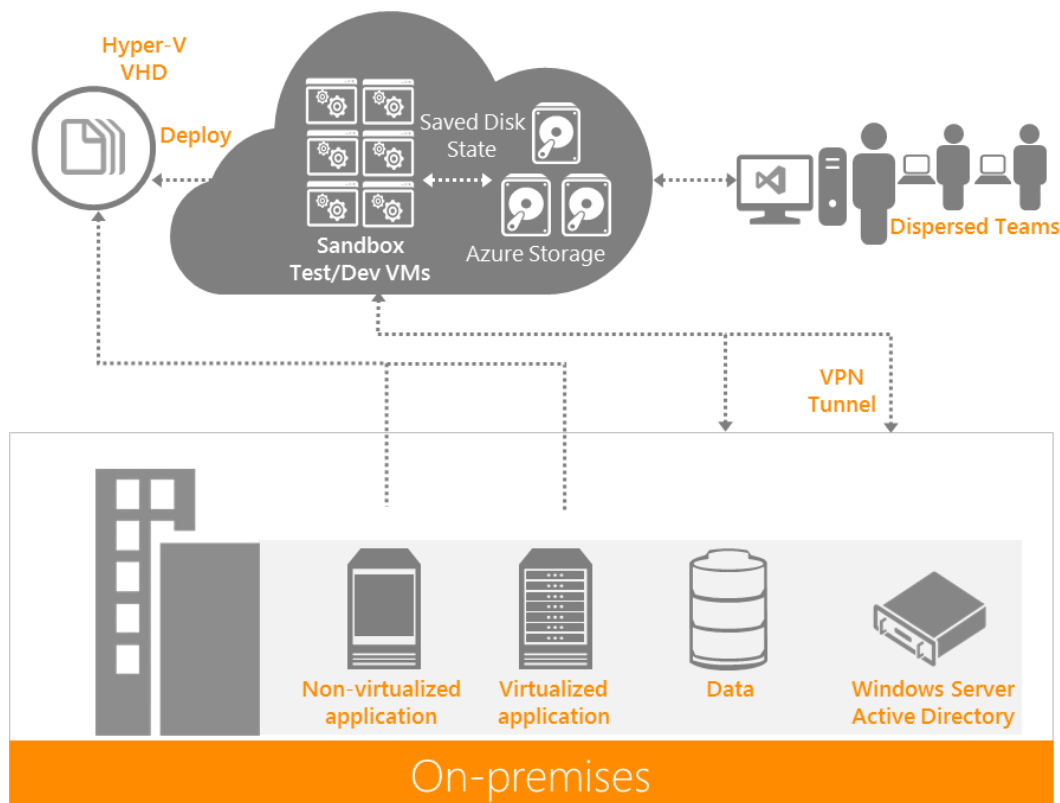 Hyper-V
VHD
Deploy
Saved Disk
State
Sandbox
Test/Dev VMs
Azure Storage
Dispersed Teams
VPN
Tunnel
Non-virtualized
application
Virtualized
application
Data
Windows Server
Active Directory
On-premises